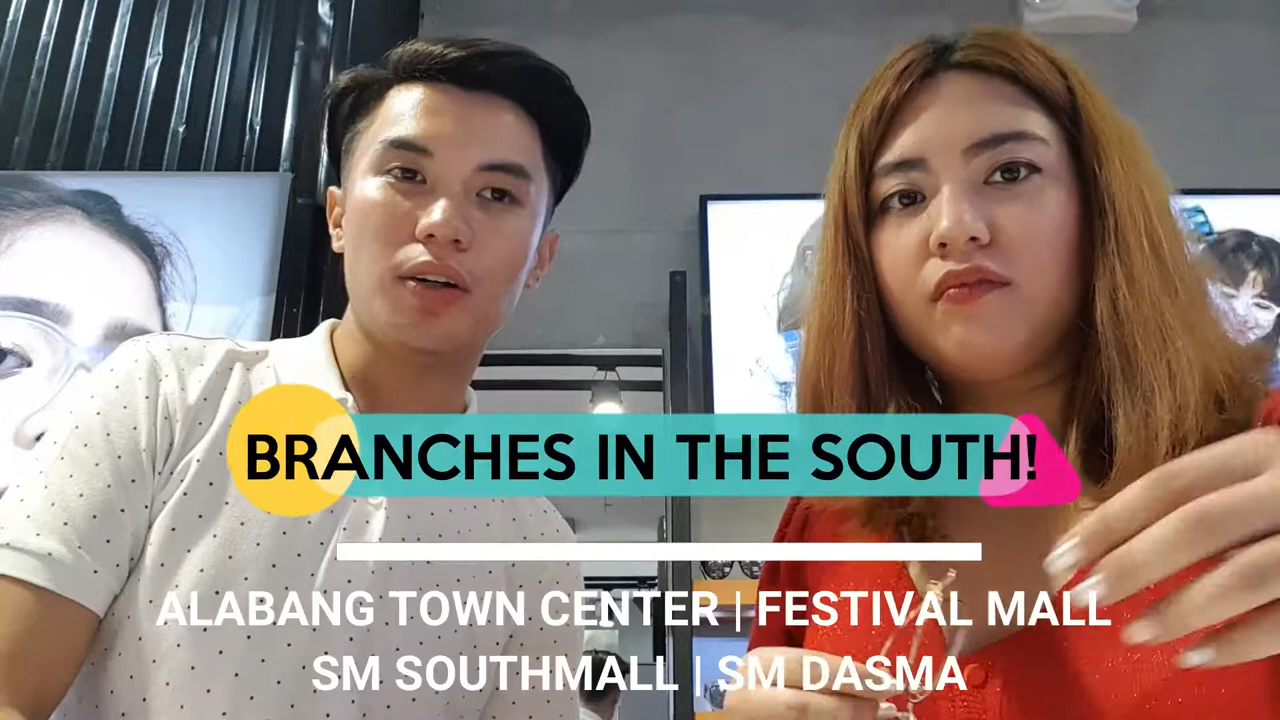 BRANCHES IN THE SOUTH!
ALABANG TOWN CENTER | FESTIVAL MALL
SM SOUTHMALL | SM DASMA